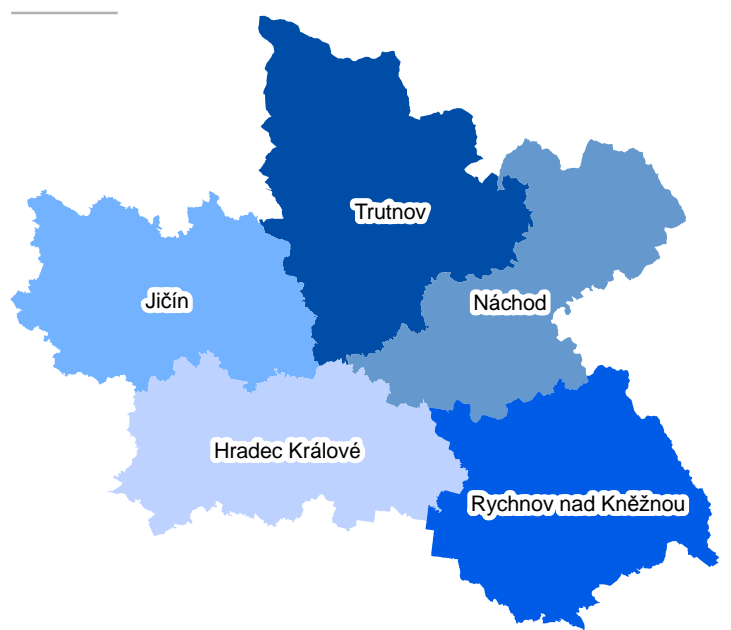 Trutnov
Jičín
Náchod
Hradec Králové
Rychnov nad Kněžnou